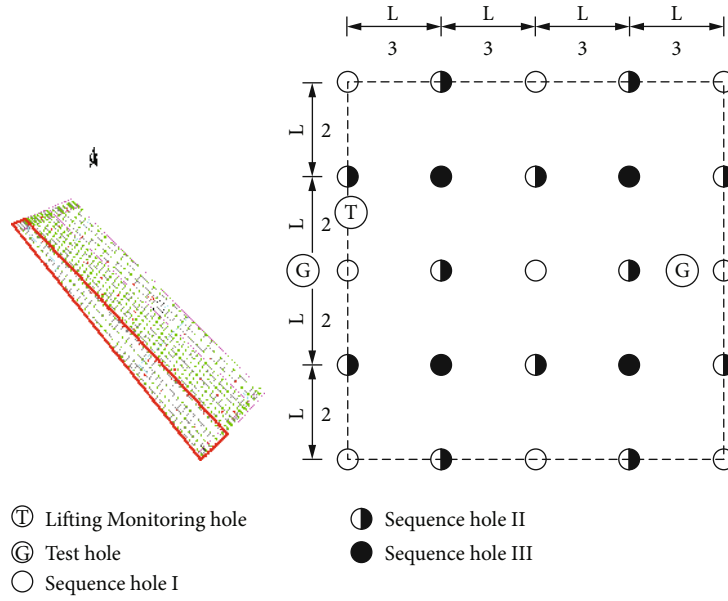 L L L L
3 3 3 3
L 2
L 2
T
G G
L 2
L 2
T Lifting Monitoring hole
G Test hole
Sequence hole I
Sequence hole II
Sequence hole III